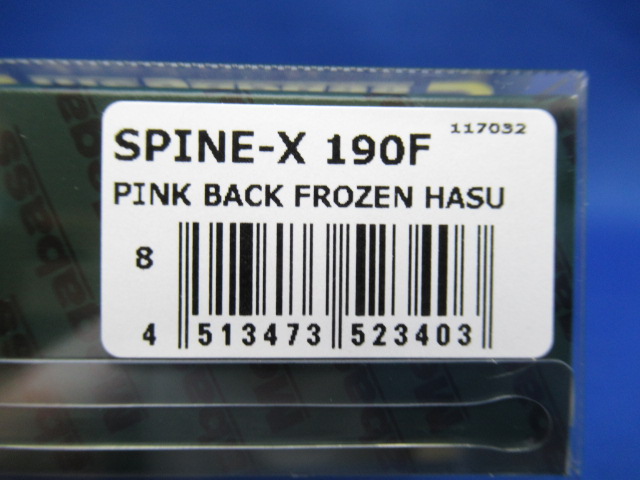 SPINE-X 190F 117032
PINK BACK FROZEN HASU
8
4 513473 523403